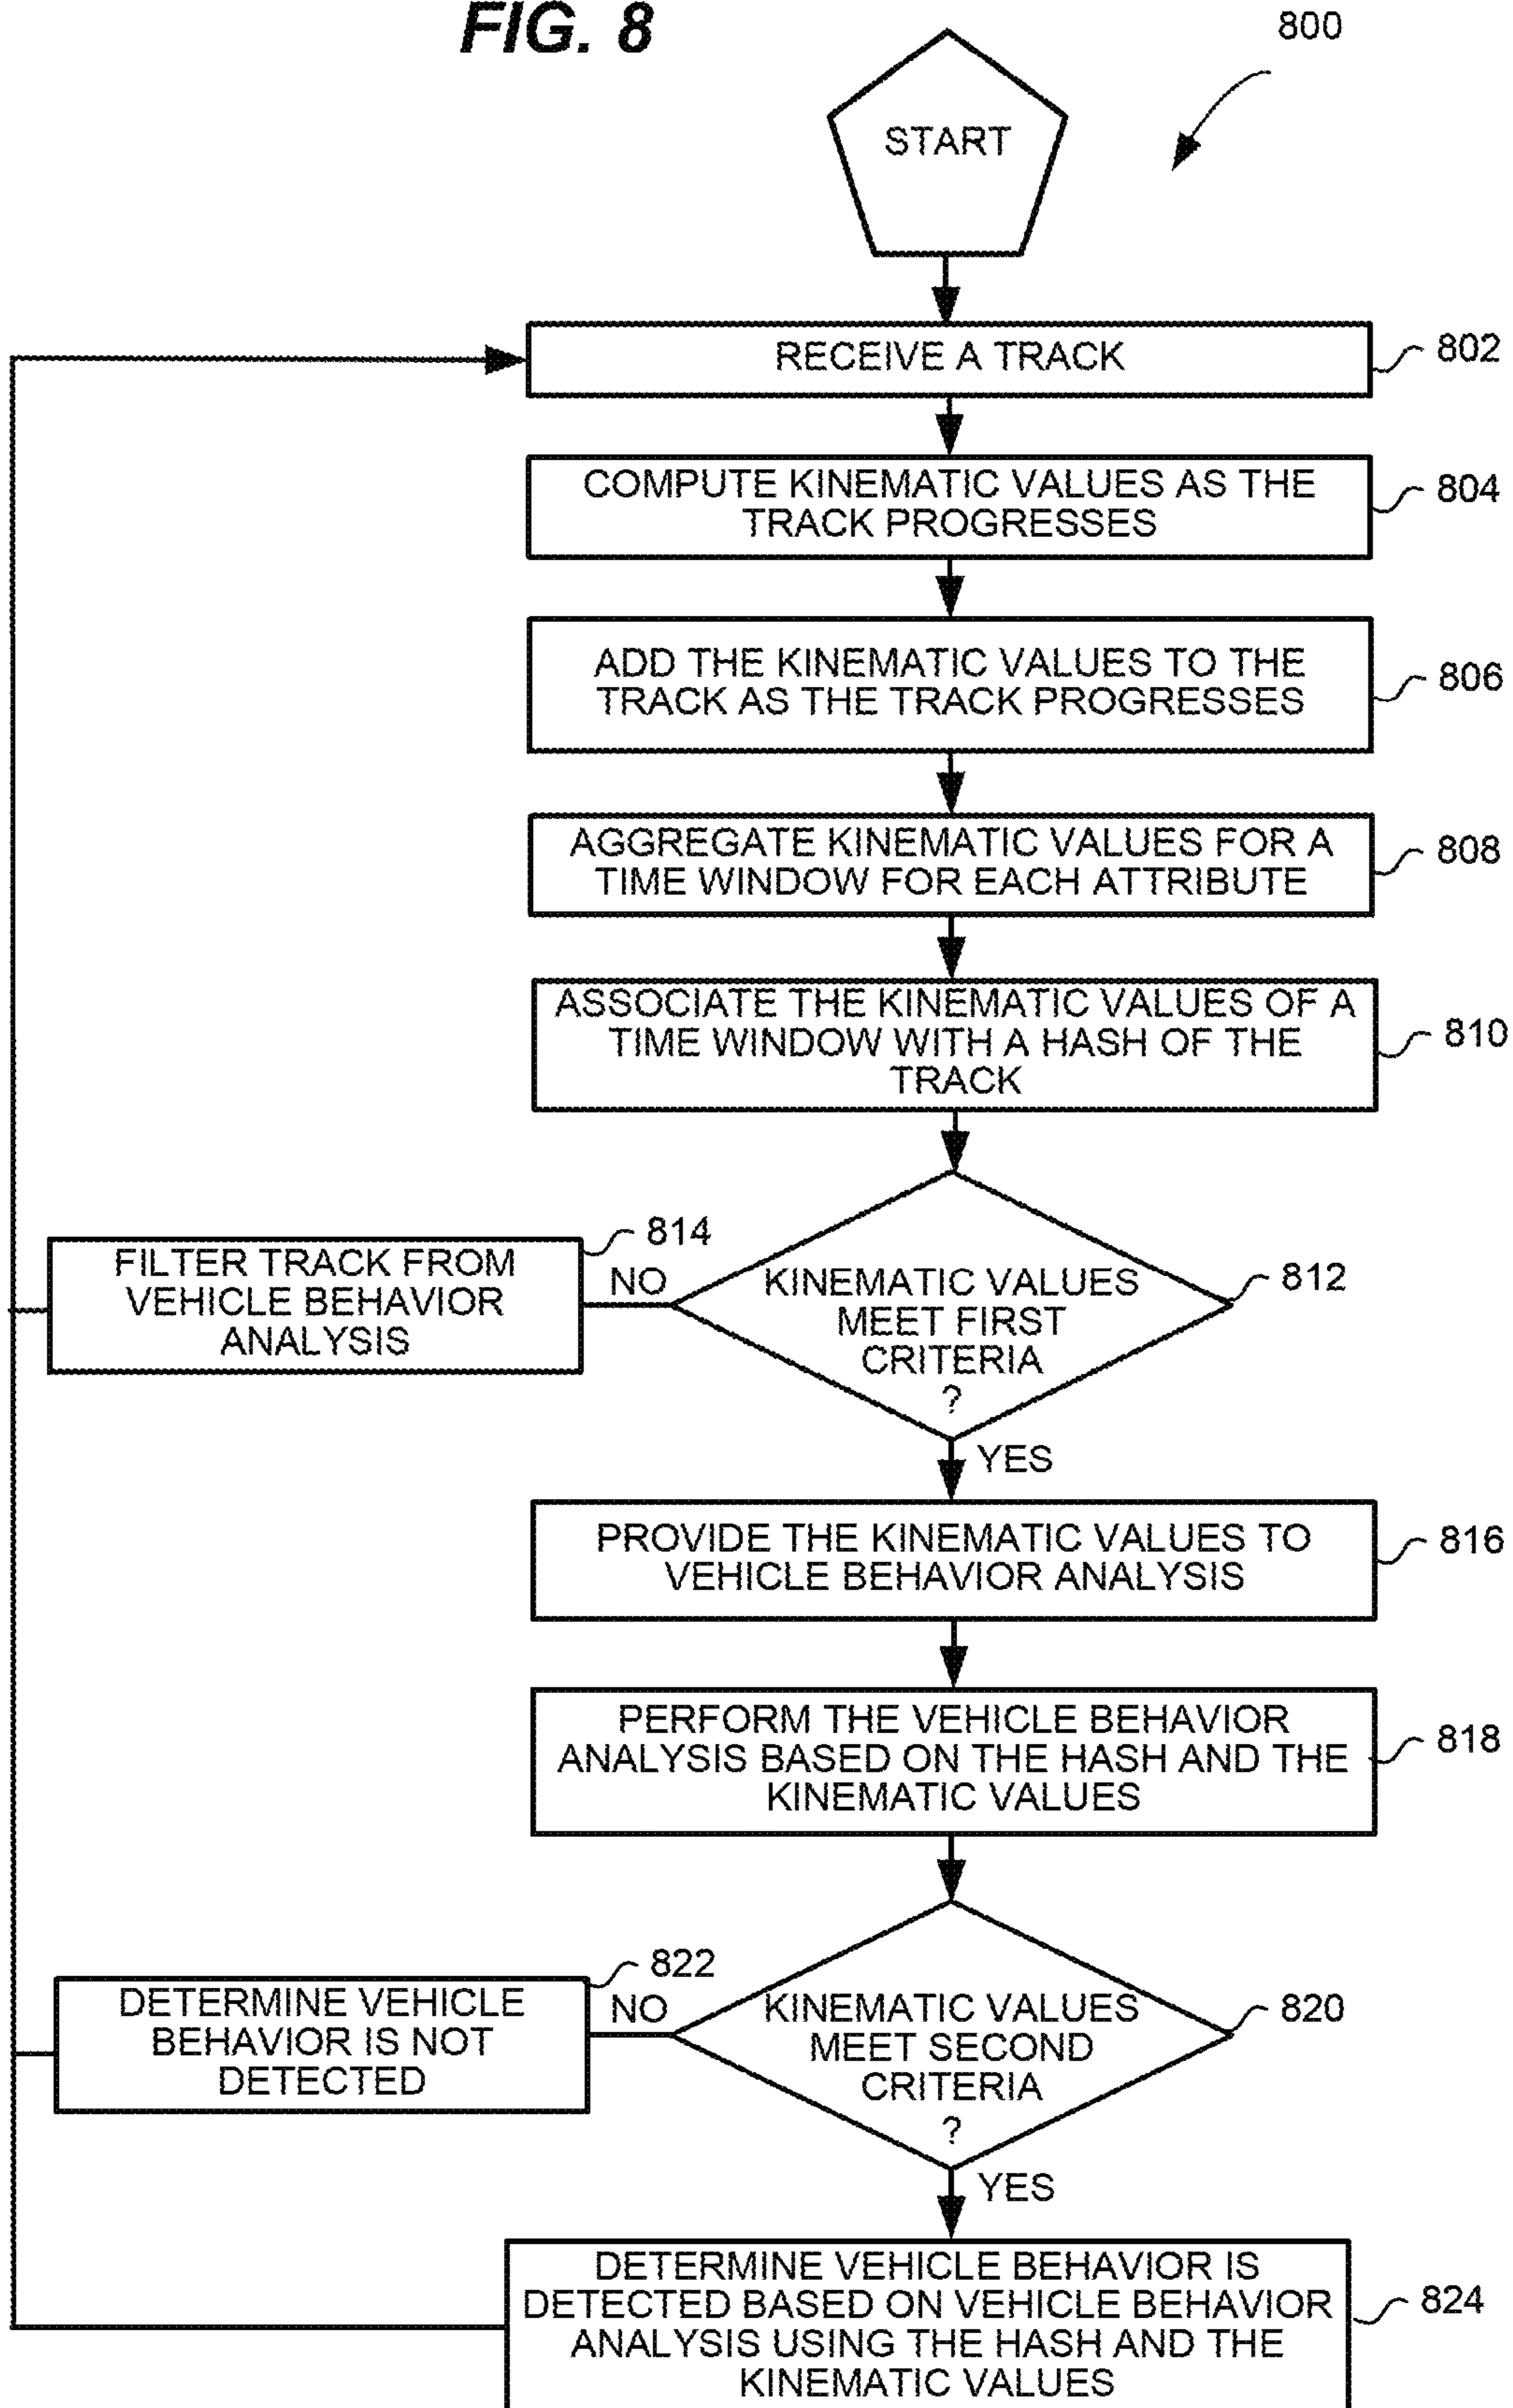 FIG. 8
800
START
RECEIVE A TRACK
802
COMPUTE KINEMATIC VALUES AS THE
TRACK PROGRESSES
804
ADD THE KINEMATIC VALUES TO THE
TRACK AS THE TRACK PROGRESSES
806
AGGREGATE KINEMATIC VALUES FOR A
TIME WINDOW FOR EACH ATTRIBUTE
808
ASSOCIATE THE KINEMATIC VALUES OF A
TIME WINDOW WITH A HASH OF THE
TRACK
810
KINEMATIC VALUES
MEET FIRST
CRITERIA
?
812
NO
814
FILTER TRACK FROM
VEHICLE BEHAVIOR
ANALYSIS
YES
PROVIDE THE KINEMATIC VALUES TO
VEHICLE BEHAVIOR ANALYSIS
816
PERFORM THE VEHICLE BEHAVIOR
ANALYSIS BASED ON THE HASH AND THE
KINEMATIC VALUES
818
KINEMATIC VALUES
MEET SECOND
CRITERIA
?
820
NO
822
DETERMINE VEHICLE
BEHAVIOR IS NOT
DETECTED
YES
DETERMINE VEHICLE BEHAVIOR IS
DETECTED BASED ON VEHICLE BEHAVIOR
ANALYSIS USING THE HASH AND THE
KINEMATIC VALUES
824